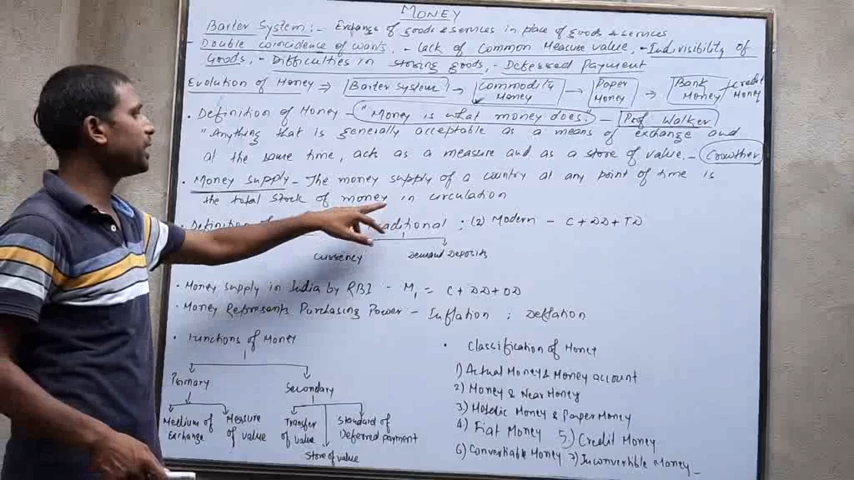 MONEY
Barter System:- Exchange of goods & services in place of goods & services
- Double coincidence of wants. - Lack of Common Measure value, - Indivisibility of
Goods, - Difficulties in storing goods, - Defessed Payment
Evolution of Money ⇒ Barter System → Commodity Money → Paper Money → Bank Money + credit Money
• Definition of Money - "Money is what money does. - Prof Walker
"Anything that is generally acceptable as a means of exchange and
at the same time, act as a measure and as a store of value. - Crowther
• Money supply - The money supply of a country at any point of time is
the total stock of money in circulation
• Definition of ; (2) Modern - C + DD + TD
currency Demand Deposits
• Money supply in India by RBI - M₁ = C + DD + OD
• Money Represents Purchasing Power - Inflation ; Deflation
• Functions of Money
Primary Secondary
Medium of Exchange Measure of value Transfer of value Standard of Deferred payment
Store of value
• Classification of Money
1) Actual Money & Money account
2) Money & Near Money
3) Metalic Money & Paper Money
4) Fiat Money 5) Credit Money
6) Convertiable Money 7) Inconvertible Money